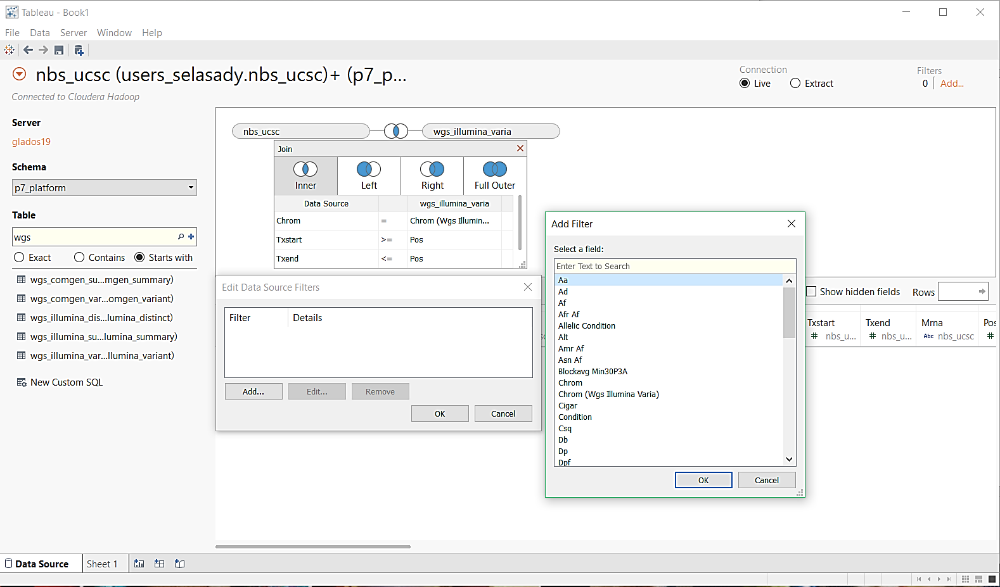 Tableau - Book1
File Data Server Window Help
nbs_ucsc (users_selasady.nbs_ucsc)+ (p7_p...
Connected to Cloudera Hadoop
Connection
Live Extract
Filters
0 Add...
Server
glados19
Schema
p7_platform
Table
wgs
Exact Contains Starts with
wgs_comgen_su...mgen_summary)
wgs_comgen_var...omgen_variant)
wgs_illumina_dis...lumina_distinct)
wgs_illumina_su...lumina_summary)
wgs_illumina_var...llumina_variant)
New Custom SQL
nbs_ucsc wgs_illumina_varia
Join
Inner Left Right Full Outer
Data Source wgs_illumina_varia
Chrom = Chrom (Wgs Illumin...
Txstart >= Pos
Txend <= Pos
Edit Data Source Filters
Filter Details
Add... Edit... Remove
OK Cancel
Add Filter
Select a field:
Enter Text to Search
Aa
Ad
Af
Afr Af
Allelic Condition
Alt
Amr Af
Asn Af
Blockavg Min30P3A
Chrom
Chrom (Wgs Illumina Varia)
Cigar
Condition
Csq
Db
Dp
Dpf
OK Cancel
Show hidden fields Rows
Txstart Txend Mrna Pos
# nbs_u... # nbs_u... Abc nbs_ucsc #
Data Source Sheet 1